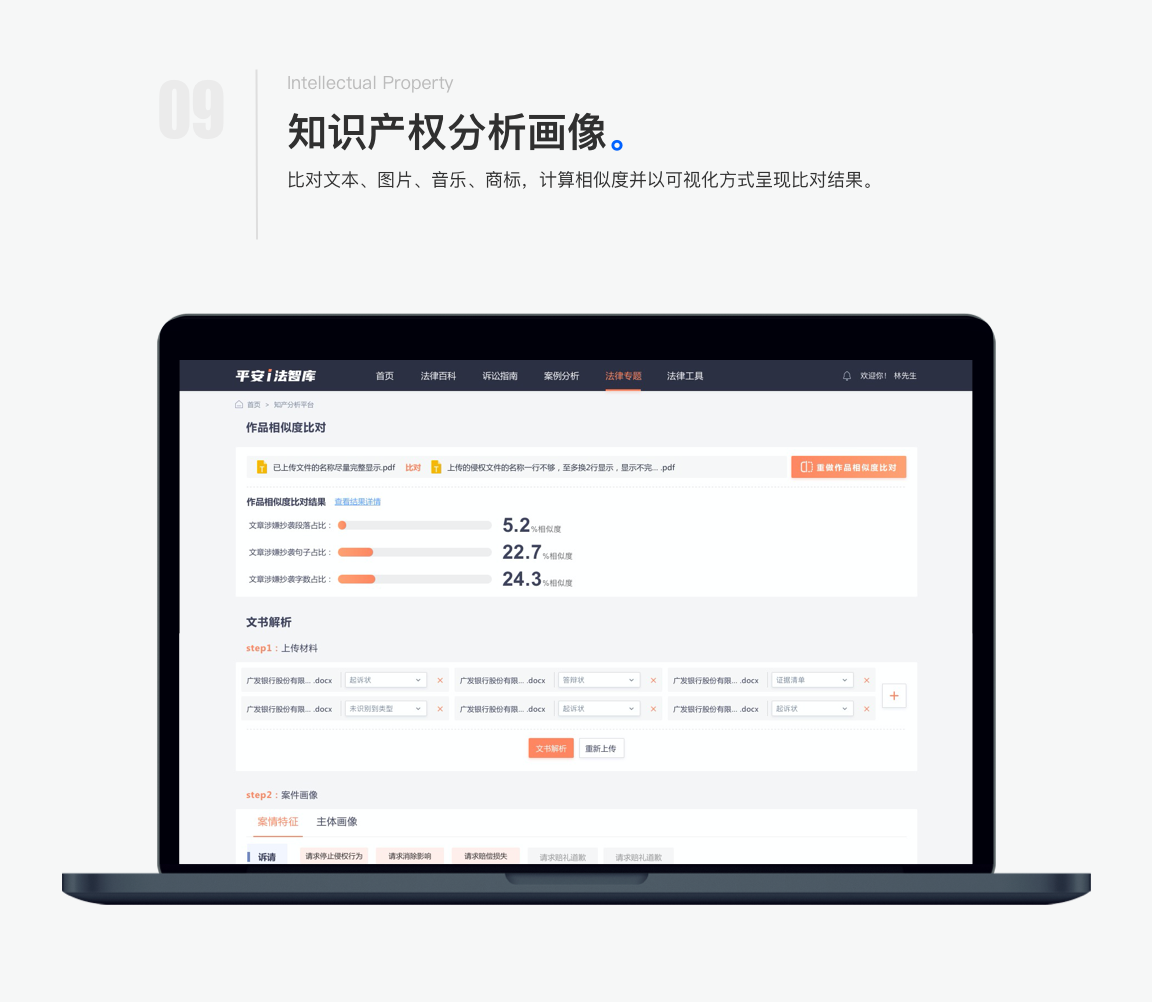 09
Intellectual Property
知识产权分析画像。
比对文本、图片、音乐、商标，计算相似度并以可视化方式呈现比对结果。
平安i法智库 首页 法律百科 诉讼指南 案例分析 法律专题 法律工具 欢迎你！ 林先生
首页 > 知产分析平台
作品相似度比对
已上传文件的名称尽量完整显示.pdf 比对 上传的侵权文件的名称一行不够，至多换2行显示，显示不完... .pdf 重做作品相似度比对
作品相似度比对结果 查看结果详情
文章涉嫌抄袭段落占比： 5.2%相似度
文章涉嫌抄袭句子占比： 22.7%相似度
文章涉嫌抄袭字数占比： 24.3%相似度
文书解析
step1：上传材料
广发银行股份有限... .docx 起诉状 广发银行股份有限... .docx 答辩状 广发银行股份有限... .docx 证据清单
广发银行股份有限... .docx 未识别到类型 广发银行股份有限... .docx 起诉状 广发银行股份有限... .docx 起诉状
文书解析 重新上传
step2：案件画像
案情特征 主体画像
诉请 请求停止侵权行为 请求消除影响 请求赔偿损失 请求赔礼道歉 请求赔礼道歉